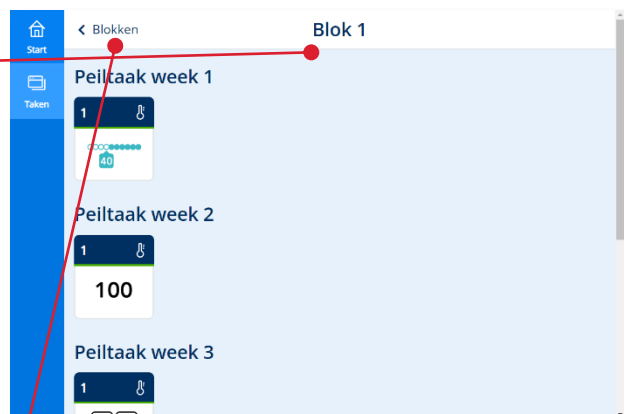 Start
Taken
Blokken
Blok 1
Peiltaak week 1
1
40
Peiltaak week 2
1
100
Peiltaak week 3
1